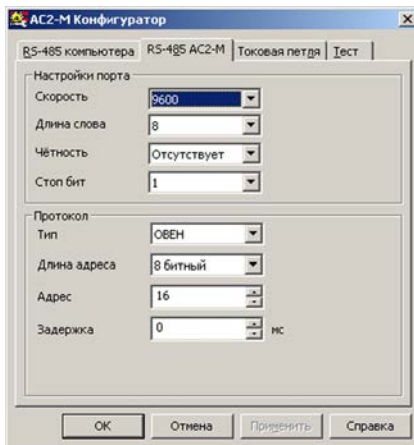 АС2-М Конфигуратор
RS-485 компьютера RS-485 АС2-М Токовая петля Тест
Настройки порта
Скорость 9600
Длина слова 8
Чётность Отсутствует
Стоп бит 1
Протокол
Тип ОВЕН
Длина адреса 8 битный
Адрес 16
Задержка 0 мс
ОК Отмена Применить Справка